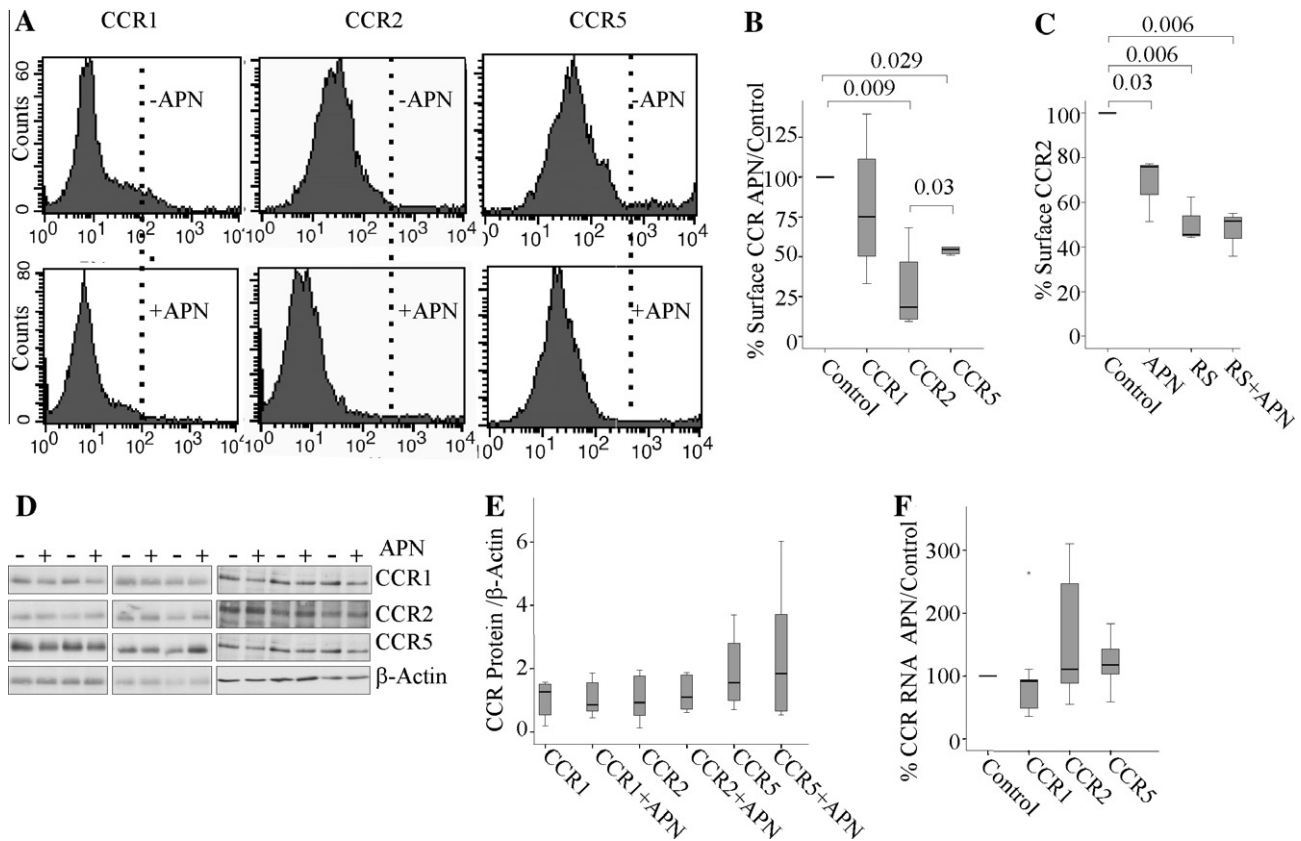 A
CCR1 CCR2 CCR5
Counts
60
0
-APN -APN -APN
10^0 10^1 10^2 10^3 10^4 10^0 10^1 10^2 10^3 10^4 10^0 10^1 10^2 10^3 10^4
Counts
80
0
+APN +APN +APN
10^0 10^1 10^2 10^3 10^4 10^0 10^1 10^2 10^3 10^4 10^0 10^1 10^2 10^3 10^4
B
% Surface CCR APN/Control
0.029
0.009
0.03
125
100
75
50
25
0
Control CCR1 CCR2 CCR5
C
% Surface CCR2
0.006
0.006
0.03
100
80
60
40
20
0
Control APN RS RS+APN
D
- + - + - + - + - + - + - + APN
CCR1
CCR2
CCR5
β-Actin
E
CCR Protein /β-Actin
6
4
2
0
CCR1 CCR1+APN CCR2 CCR2+APN CCR5 CCR5+APN
F
% CCR RNA APN/Control
300
200
100
0
*
Control CCR1 CCR2 CCR5